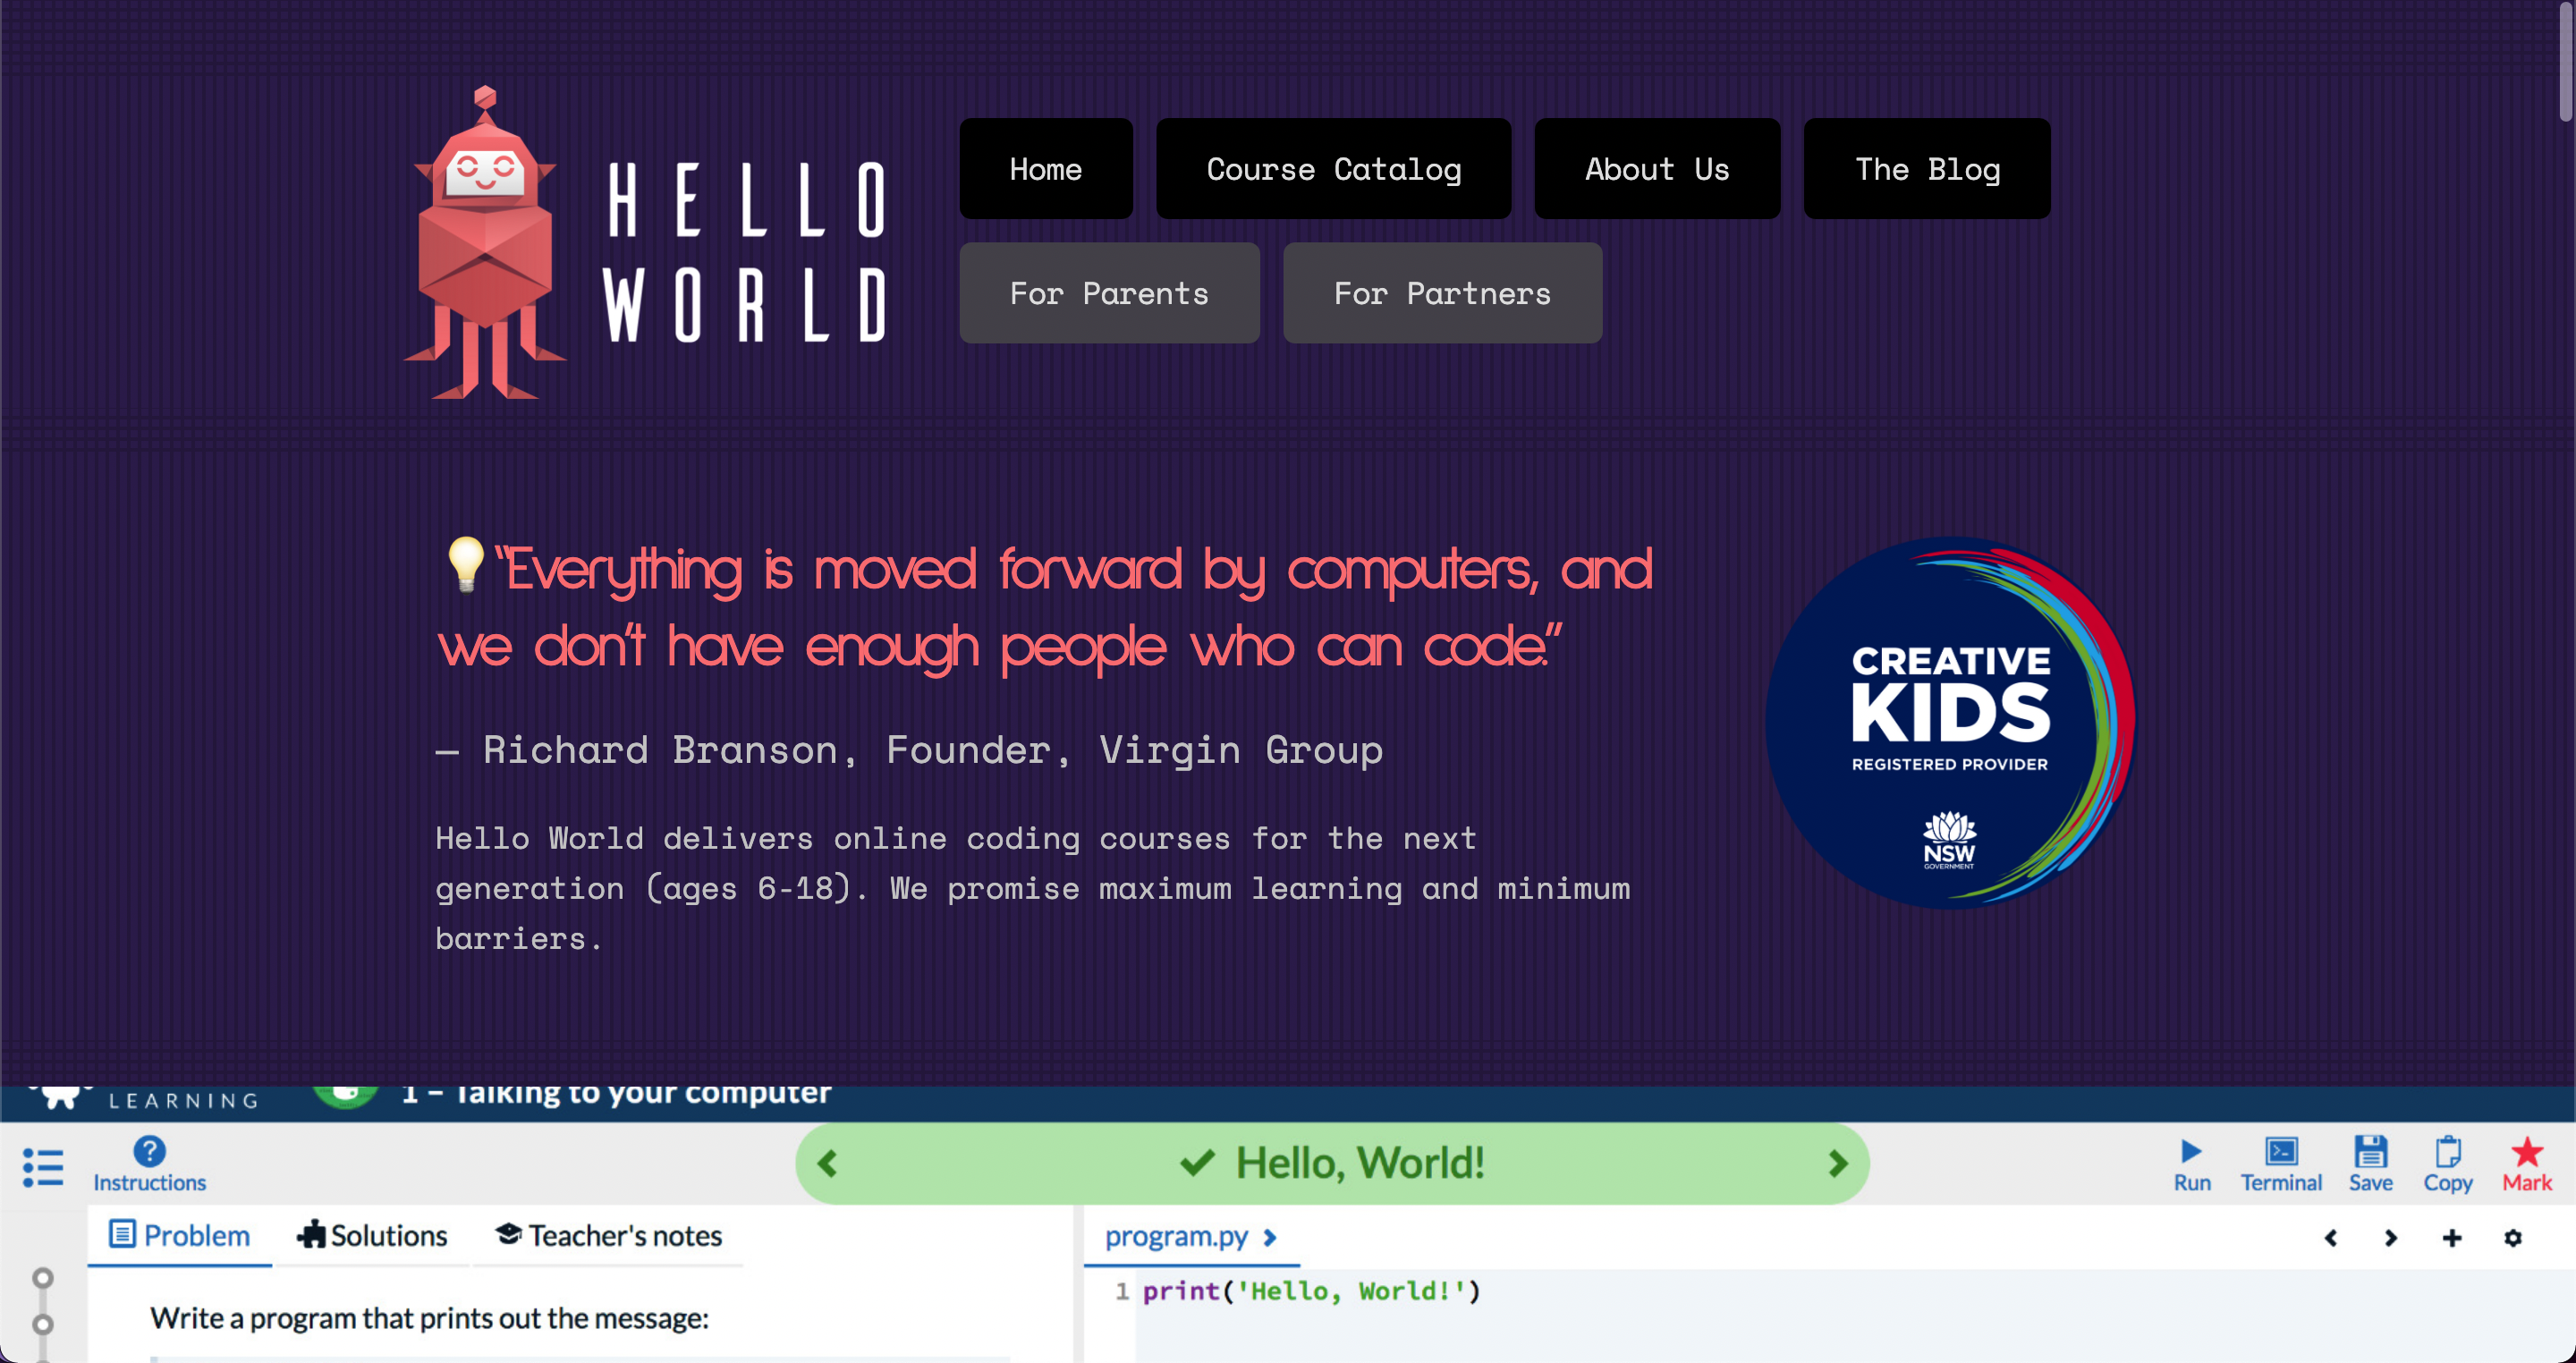 HELLO
WORLD
Home
Course Catalog
About Us
The Blog
For Parents
For Partners
“Everything is moved forward by computers, and
we don’t have enough people who can code.”
— Richard Branson, Founder, Virgin Group
Hello World delivers online coding courses for the next
generation (ages 6-18). We promise maximum learning and minimum
barriers.
CREATIVE
KIDS
REGISTERED PROVIDER
NSW
GOVERNMENT
LEARNING
1 – Talking to your computer
Instructions
Hello, World!
Run
Terminal
Save
Copy
Mark
Problem
Solutions
Teacher's notes
program.py
Write a program that prints out the message:
1 print('Hello, World!')